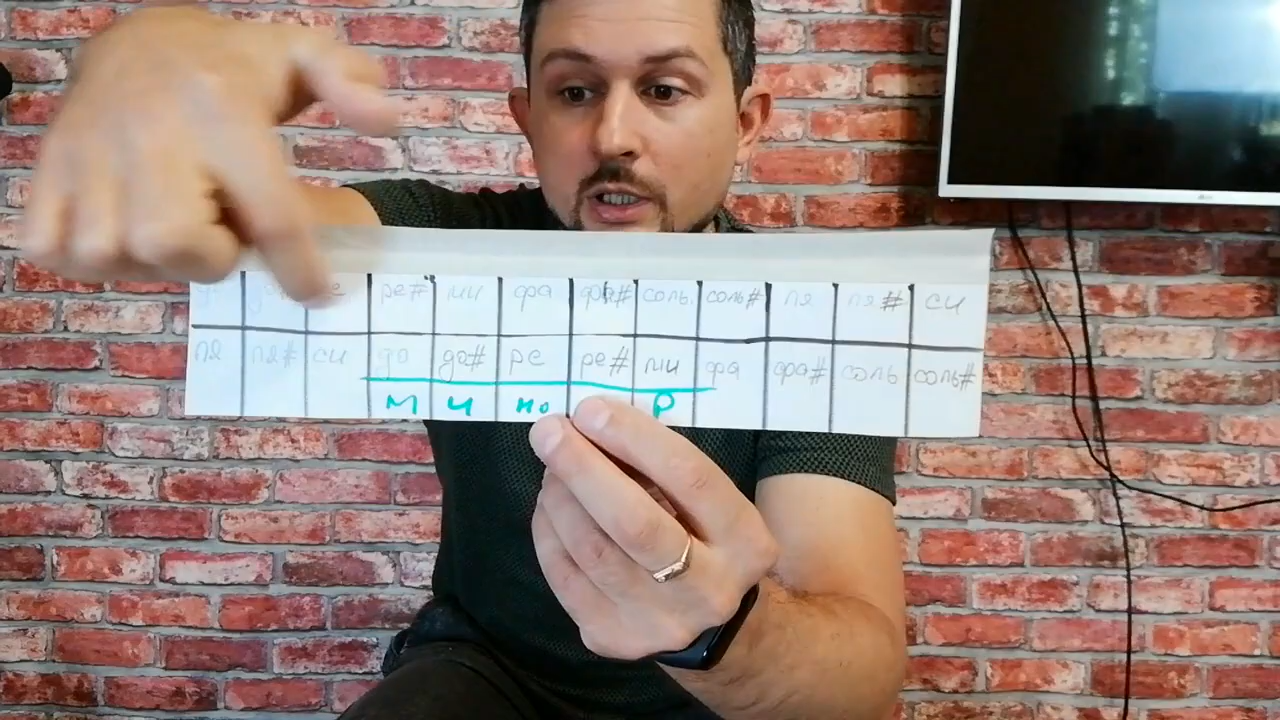 ре# ми фа фа# соль соль# ля ля# си
ля ля# си до до# ре ре# ми фа фа# соль соль#
М И но р